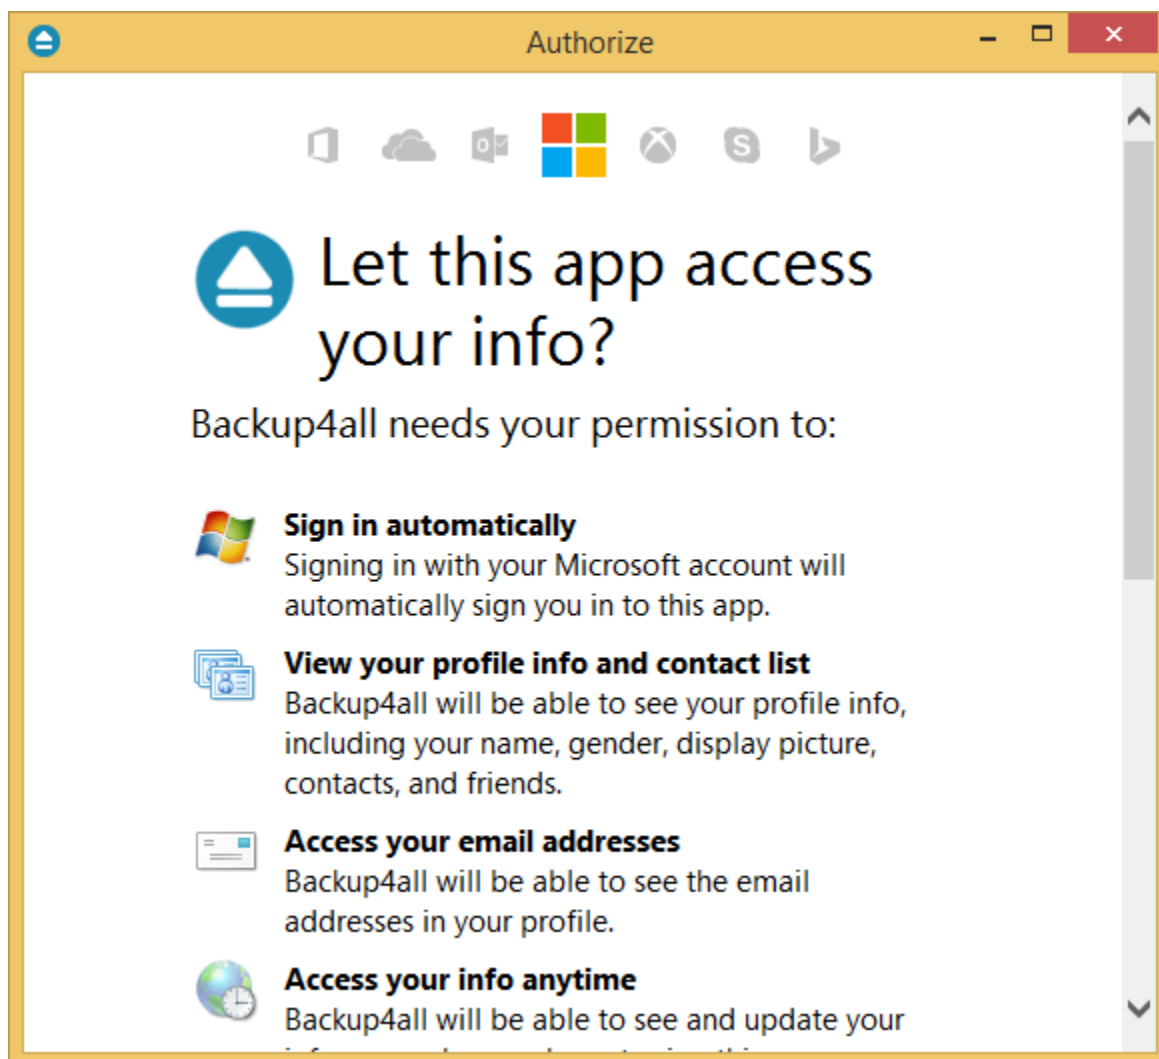 Authorize
Let this app access
your info?
Backup4all needs your permission to:
Sign in automatically
Signing in with your Microsoft account will
automatically sign you in to this app.
View your profile info and contact list
Backup4all will be able to see your profile info,
including your name, gender, display picture,
contacts, and friends.
Access your email addresses
Backup4all will be able to see the email
addresses in your profile.
Access your info anytime
Backup4all will be able to see and update your